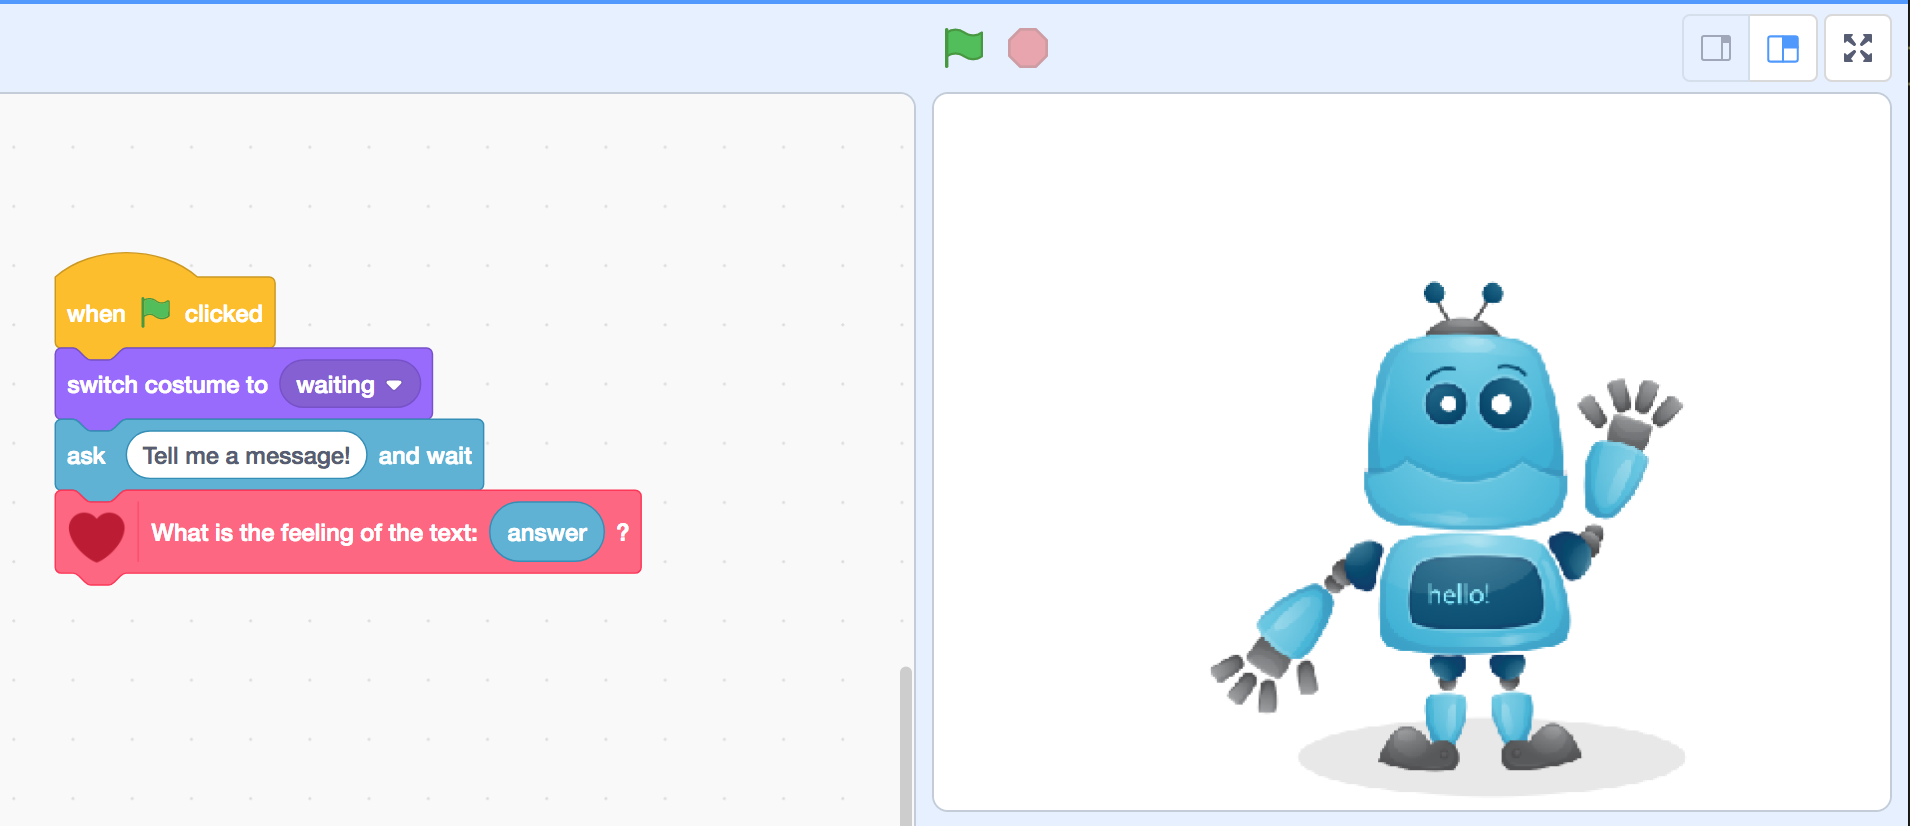 when clicked
switch costume to waiting
ask Tell me a message! and wait
What is the feeling of the text: answer ?
hello!